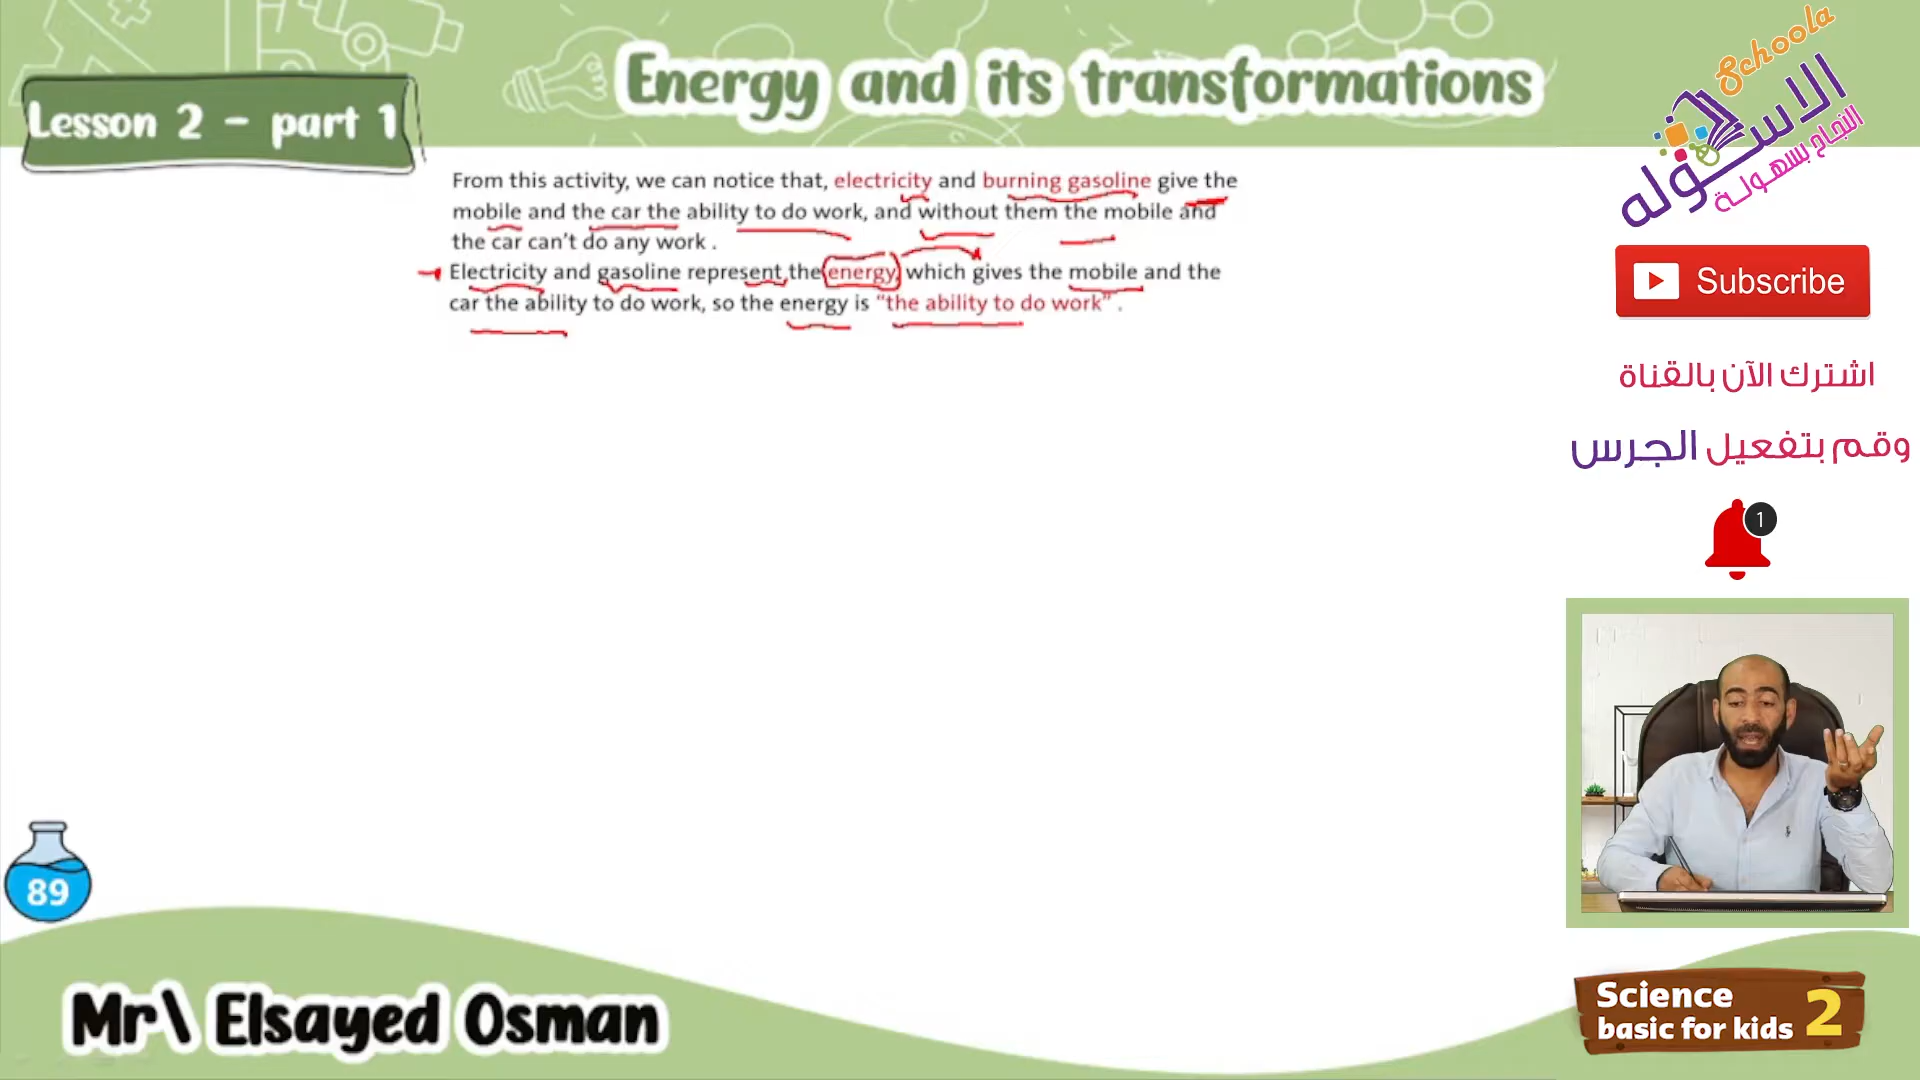 Energy and its transformations
Lesson 2 - part 1
Schoola
الاسكوله
النجاح بسهولة
From this activity, we can notice that, electricity and burning gasoline give the
mobile and the car the ability to do work, and without them the mobile and
the car can't do any work .
Electricity and gasoline represent the energy, which gives the mobile and the
car the ability to do work, so the energy is "the ability to do work" .
Subscribe
اشترك الآن بالقناة
وقم بتفعيل الجرس
1
89
Mr\ Elsayed Osman
Science
basic for kids 2